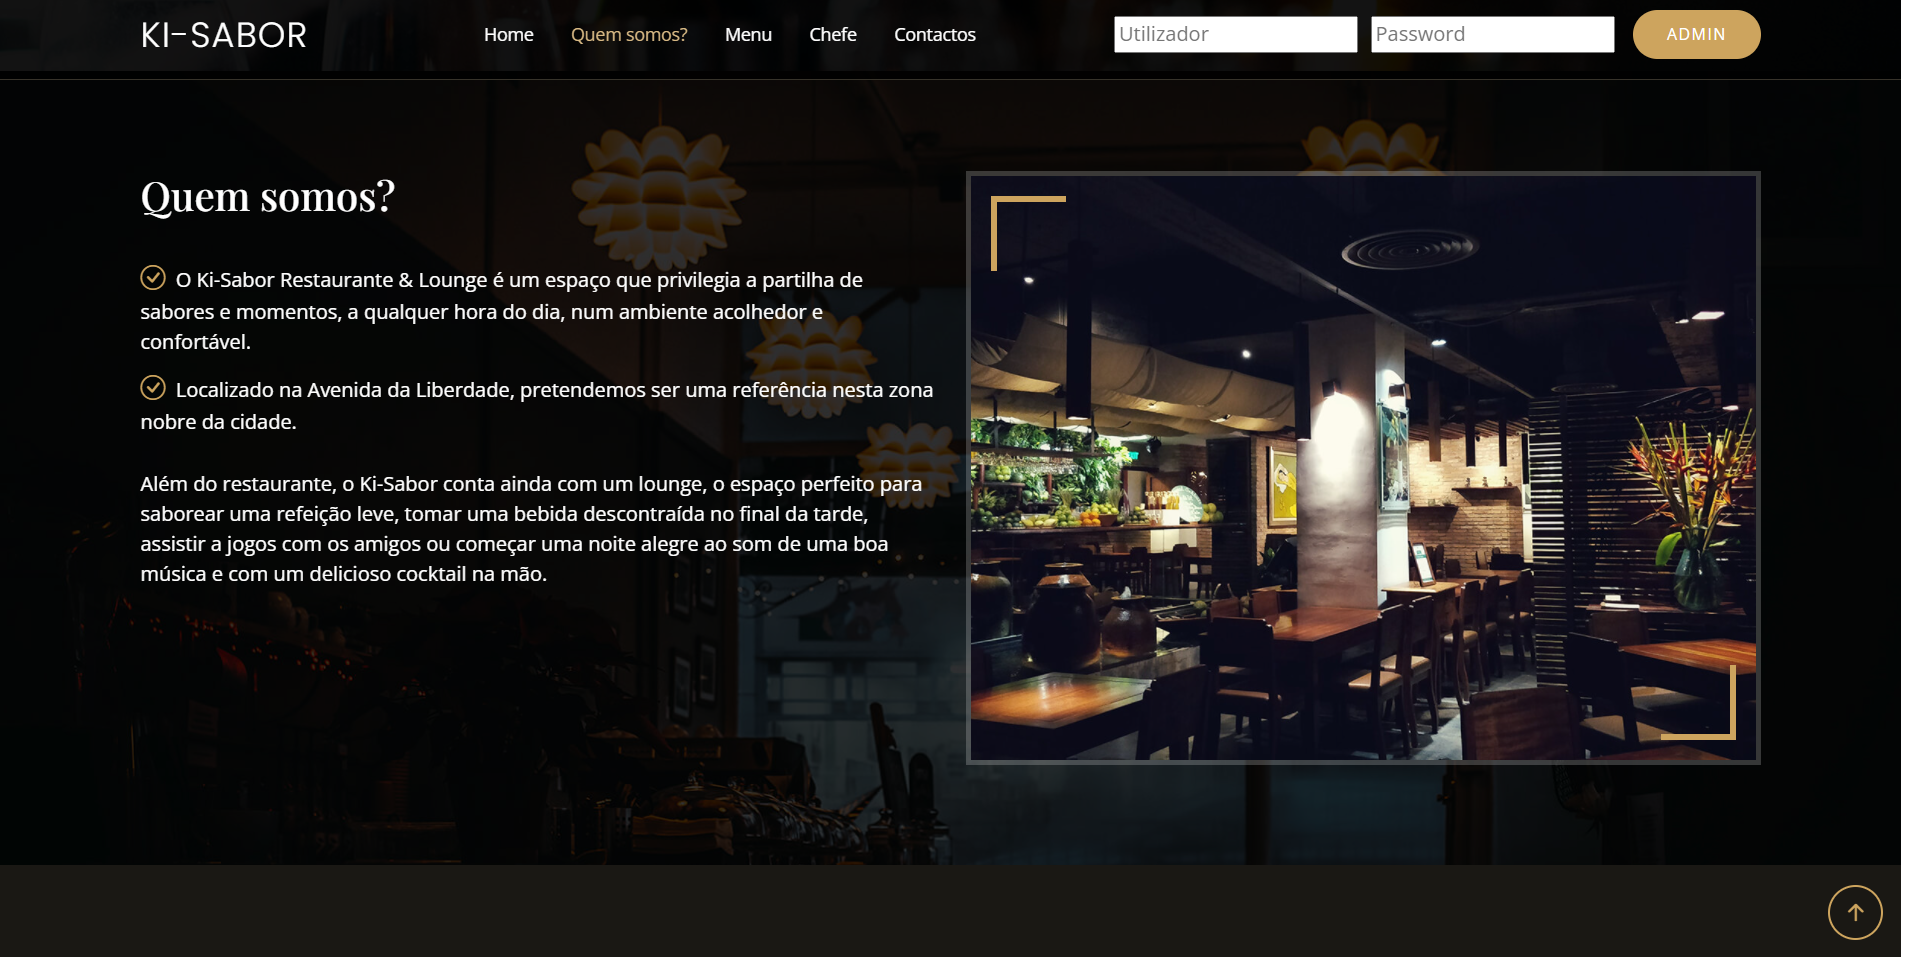 KI-SABOR
Home Quem somos? Menu Chefe Contactos
Utilizador Password ADMIN
Quem somos?
O Ki-Sabor Restaurante & Lounge é um espaço que privilegia a partilha de
sabores e momentos, a qualquer hora do dia, num ambiente acolhedor e
confortável.
Localizado na Avenida da Liberdade, pretendemos ser uma referência nesta zona
nobre da cidade.
Além do restaurante, o Ki-Sabor conta ainda com um lounge, o espaço perfeito para
saborear uma refeição leve, tomar uma bebida descontraída no final da tarde,
assistir a jogos com os amigos ou começar uma noite alegre ao som de uma boa
música e com um delicioso cocktail na mão.